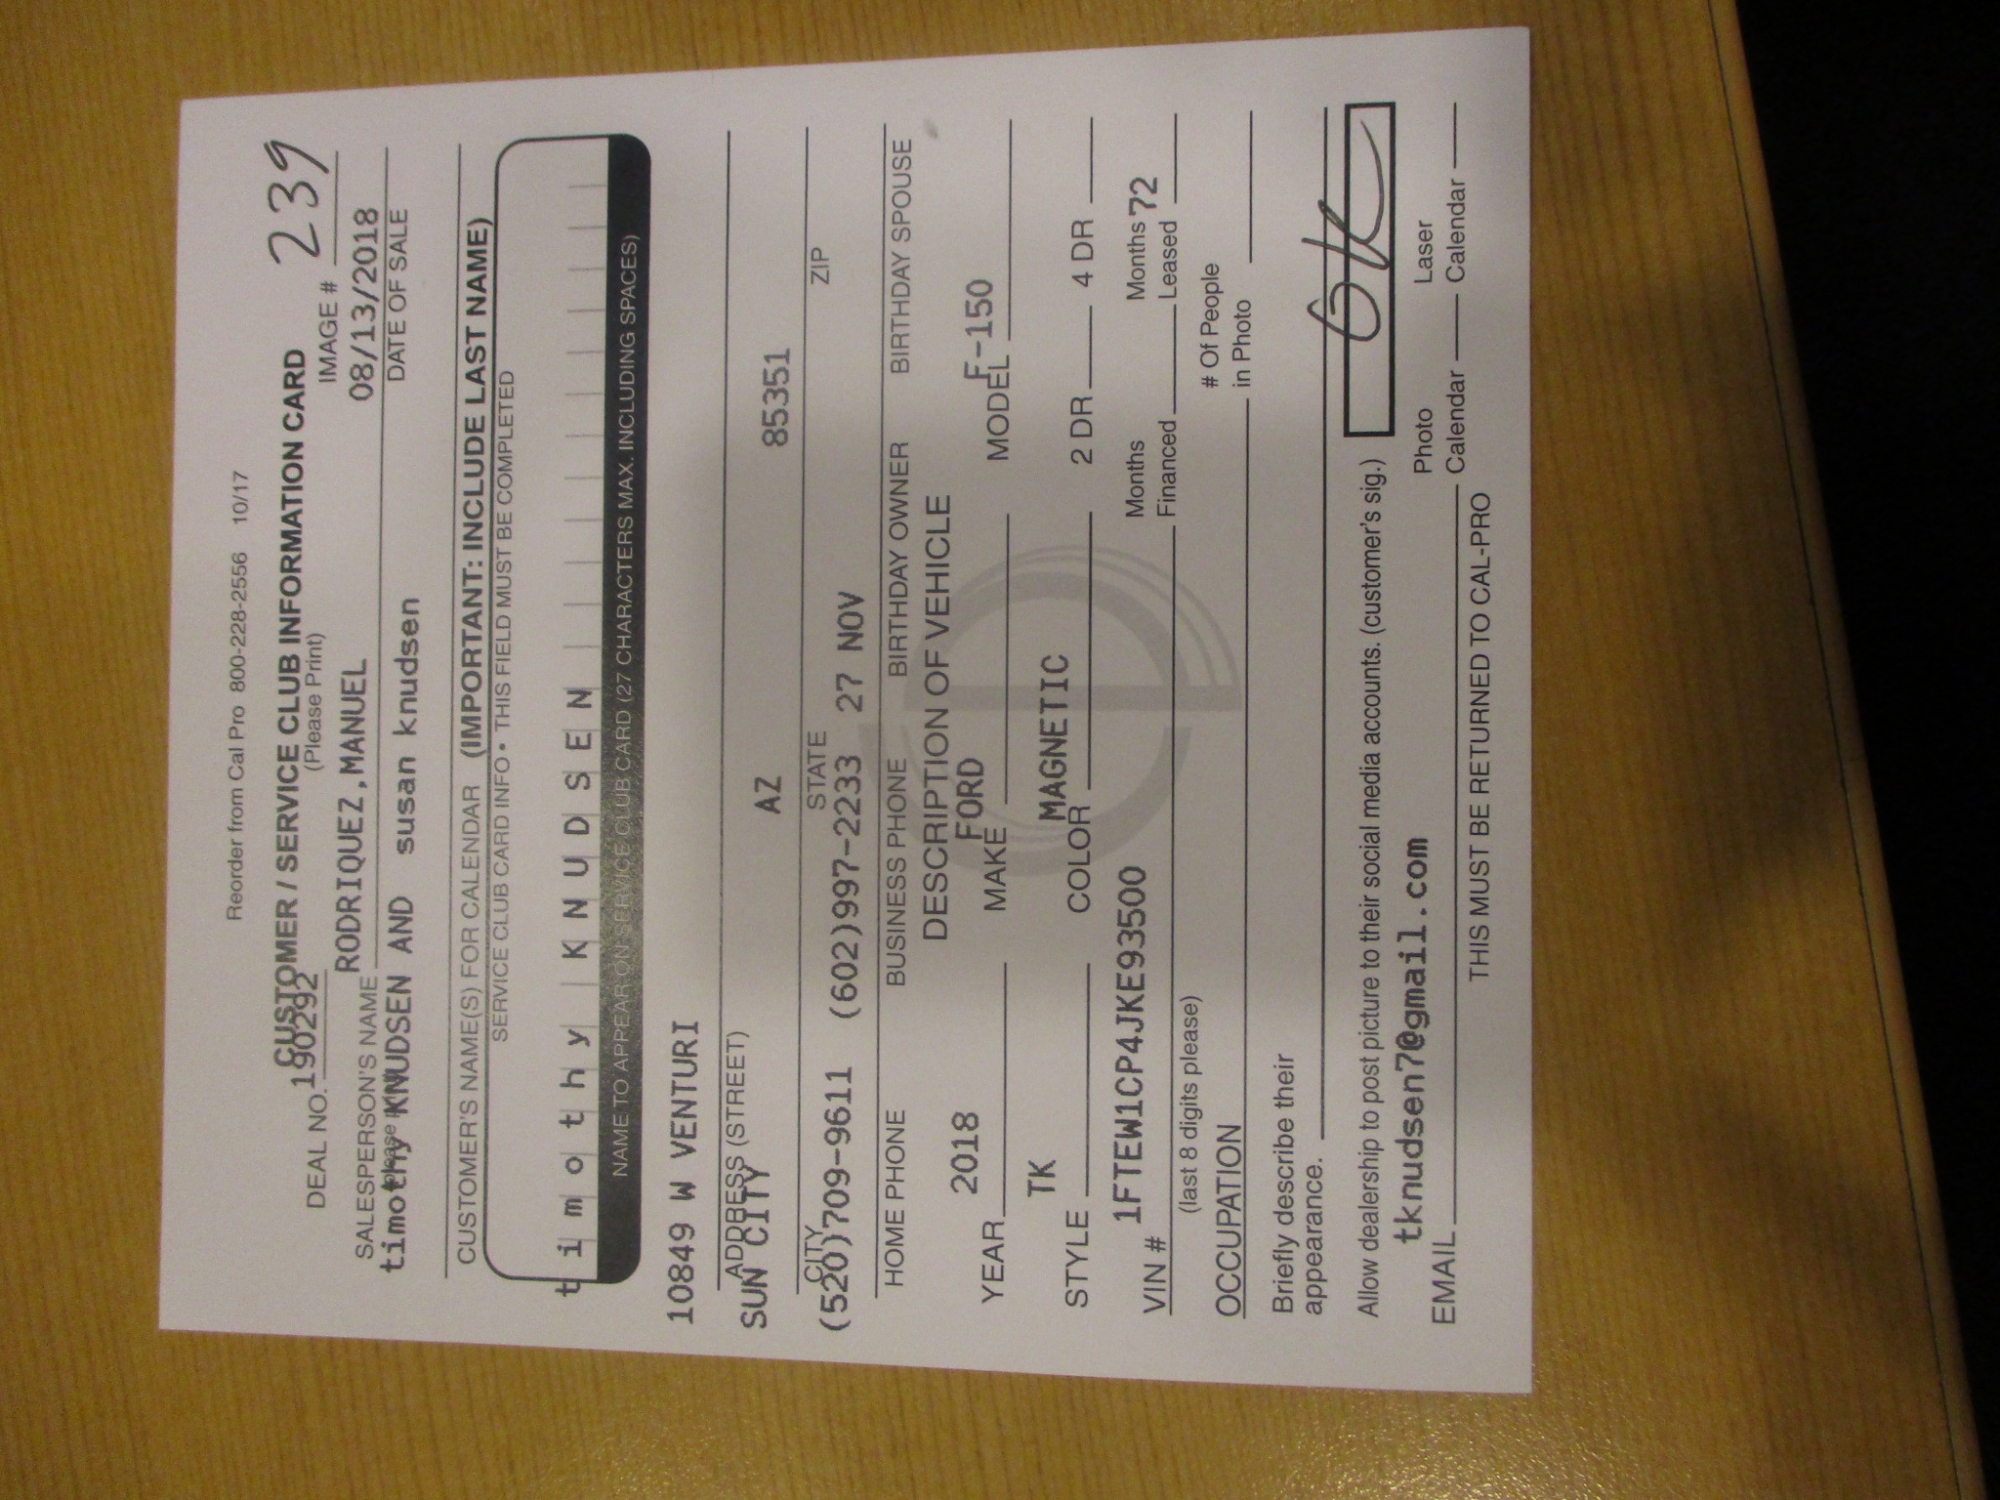 Reorder from Cal Pro 800-228-2556 10/17
CUSTOMER / SERVICE CLUB INFORMATION CARD
(Please Print)
DEAL NO. 190292 IMAGE # 239
SALESPERSON'S NAME RODRIQUEZ,MANUEL 08/13/2018
DATE OF SALE
timothy KNUDSEN AND susan knudsen
CUSTOMER'S NAME(S) FOR CALENDAR (IMPORTANT: INCLUDE LAST NAME)
SERVICE CLUB CARD INFO • THIS FIELD MUST BE COMPLETED
timothy KNUDSEN
NAME TO APPEAR ON SERVICE CLUB CARD (27 CHARACTERS MAX. INCLUDING SPACES)
10849 W VENTURI
ADDRESS (STREET)
SUN CITY AZ 85351
CITY STATE ZIP
(520)709-9611 (602)997-2233 27 NOV
HOME PHONE BUSINESS PHONE BIRTHDAY OWNER BIRTHDAY SPOUSE
DESCRIPTION OF VEHICLE
YEAR 2018 MAKE FORD MODEL F-150
STYLE TK COLOR MAGNETIC 2 DR 4 DR
VIN # 1FTEW1CP4JKE93500 Months Financed Months Leased 72
(last 8 digits please)
OCCUPATION # Of People in Photo
Briefly describe their
appearance.
Allow dealership to post picture to their social media accounts. (customer's sig.)
EMAIL tknudsen7@gmail.com Photo Calendar Laser Calendar
THIS MUST BE RETURNED TO CAL-PRO